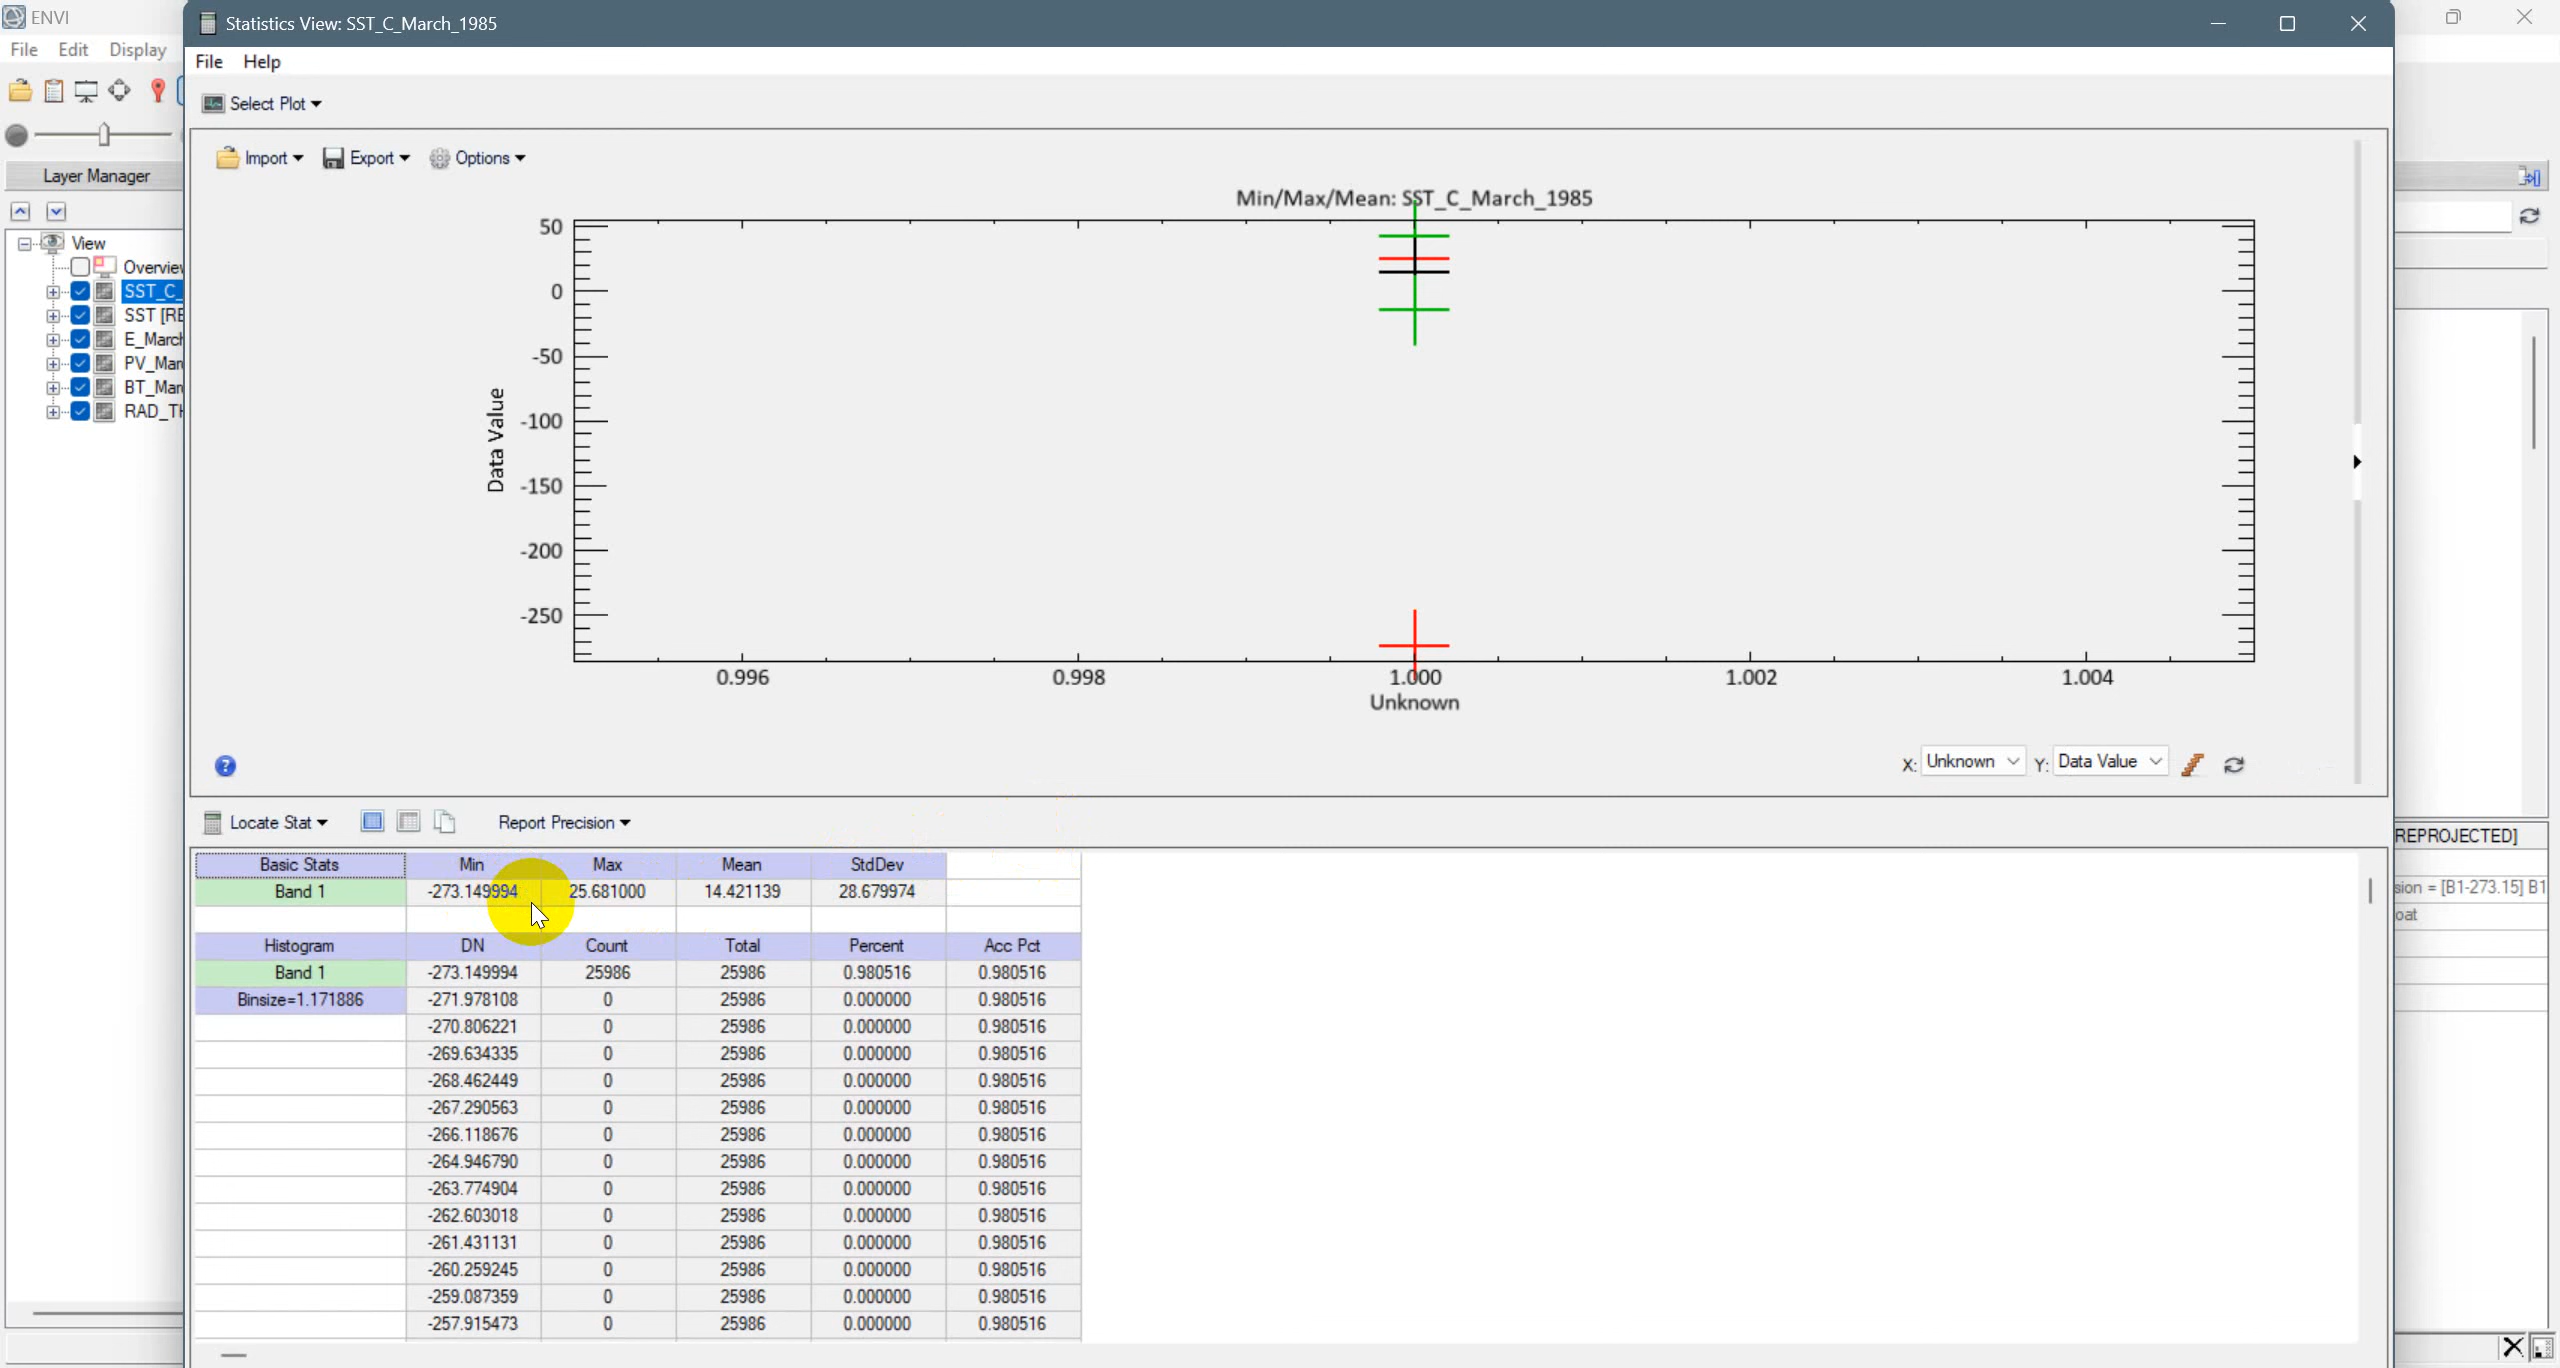 ENVI
File Edit Display
Layer Manager
View
Overview
SST_C_
SST [RE
E_March
PV_Mar
BT_Mar
RAD_TH
Statistics View: SST_C_March_1985
File Help
Select Plot
Import Export Options
Min/Max/Mean: SST_C_March_1985
50
0
-50
-100
-150
-200
-250
Data Value
0.996 0.998 1.000 1.002 1.004
Unknown
? X: Unknown Y: Data Value
Locate Stat Report Precision
Basic Stats Min Max Mean StdDev
Band 1 -273.149994 25.681000 14.421139 28.679974
Histogram DN Count Total Percent Acc Pct
Band 1 -273.149994 25986 25986 0.980516 0.980516
Binsize=1.171886 -271.978108 0 25986 0.000000 0.980516
-270.806221 0 25986 0.000000 0.980516
-269.634335 0 25986 0.000000 0.980516
-268.462449 0 25986 0.000000 0.980516
-267.290563 0 25986 0.000000 0.980516
-266.118676 0 25986 0.000000 0.980516
-264.946790 0 25986 0.000000 0.980516
-263.774904 0 25986 0.000000 0.980516
-262.603018 0 25986 0.000000 0.980516
-261.431131 0 25986 0.000000 0.980516
-260.259245 0 25986 0.000000 0.980516
-259.087359 0 25986 0.000000 0.980516
-257.915473 0 25986 0.000000 0.980516
REPROJECTED]
sion = [B1-273.15] B1
oat